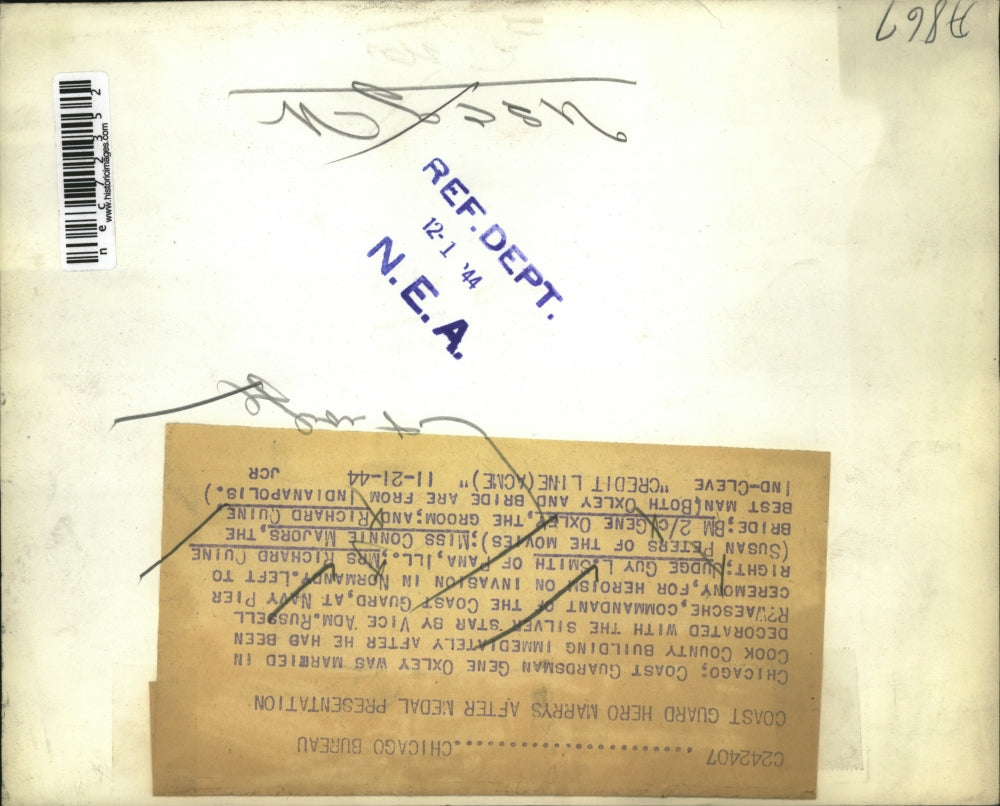 A867
REF. DEPT.
12-1 '44
N. E. A.
www.historicimages.com
C242407 ........................CHICAGO BUREAU
COAST GUARD HERO MARRYS AFTER MEDAL PRESENTATION
CHICAGO; COAST GUARDSMAN GENE OXLEY WAS MARRIED IN
COOK COUNTY BUILDING IMMEDIATELY AFTER HE HAD BEEN
DECORATED WITH THE SILVER STAR BY VICE ADM. RUSSELL
R. WAESCHE, COMMANDANT OF THE COAST GUARD, AT NAVY PIER
CEREMONY, FOR HEROISM ON INVASION IN NORMANDY. LEFT TO
RIGHT; JUDGE GUY L. SMITH OF PANA, ILL., MRS RICHARD CUINE
(SUSAN PETERS OF THE MOVIES); MISS CONNIE MAJORS, THE
BRIDE; BM 2/C GENE OXLEY, THE GROOM; AND RICHARD CUINE
BEST MAN (BOTH OXLEY AND BRIDE ARE FROM INDIANAPOLIS.)
IND-CLEVE "CREDIT LINE (ACME)" 11-21-44 JCR